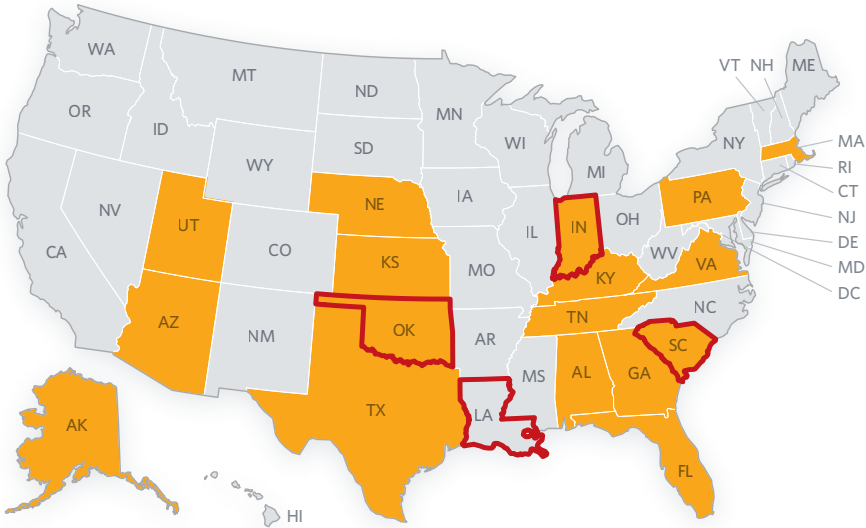 WA
MT
ND
MN
VT
NH
ME
OR
ID
SD
WI
MI
NY
MA
RI
CT
WY
IA
NE
PA
NJ
NV
UT
IL
IN
OH
DE
MD
DC
CA
CO
KS
MO
WV
VA
KY
AZ
NM
OK
AR
TN
NC
SC
MS
AL
GA
TX
LA
AK
FL
HI